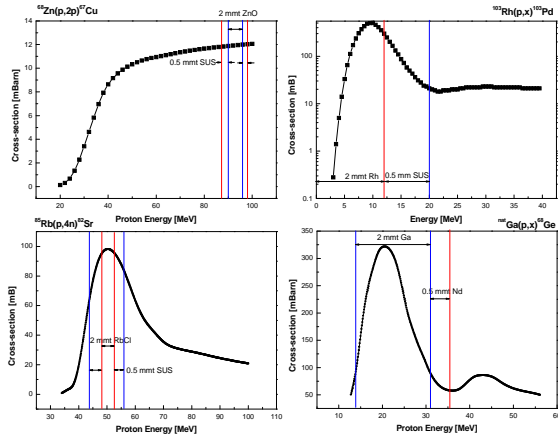 ⁶⁸Zn(p,2p)⁶⁷Cu
2 mmt ZnO
0.5 mmt SUS
Cross-section [mBarn]
14
12
10
8
6
4
2
0
20 40 60 80 100
Proton Energy [MeV]
¹⁰³Rh(p,x)¹⁰³Pd
2 mmt Rh
0.5 mmt SUS
Cross-section [mB]
100
10
1
0 5 10 15 20 25 30 35 40
Energy [MeV]
⁸⁵Rb(p,4n)⁸²Sr
2 mmt RbCl
0.5 mmt SUS
Cross-section [mB]
100
80
60
40
20
0
30 40 50 60 70 80 90 100 110
Proton Energy [MeV]
ⁿᵃᵗGa(p,x)⁶⁸Ge
2 mmt Ga
0.5 mmt Nd
Cross-section [mBarn]
350
300
250
200
150
100
50
10 20 30 40 50 60
Proton Energy [MeV]